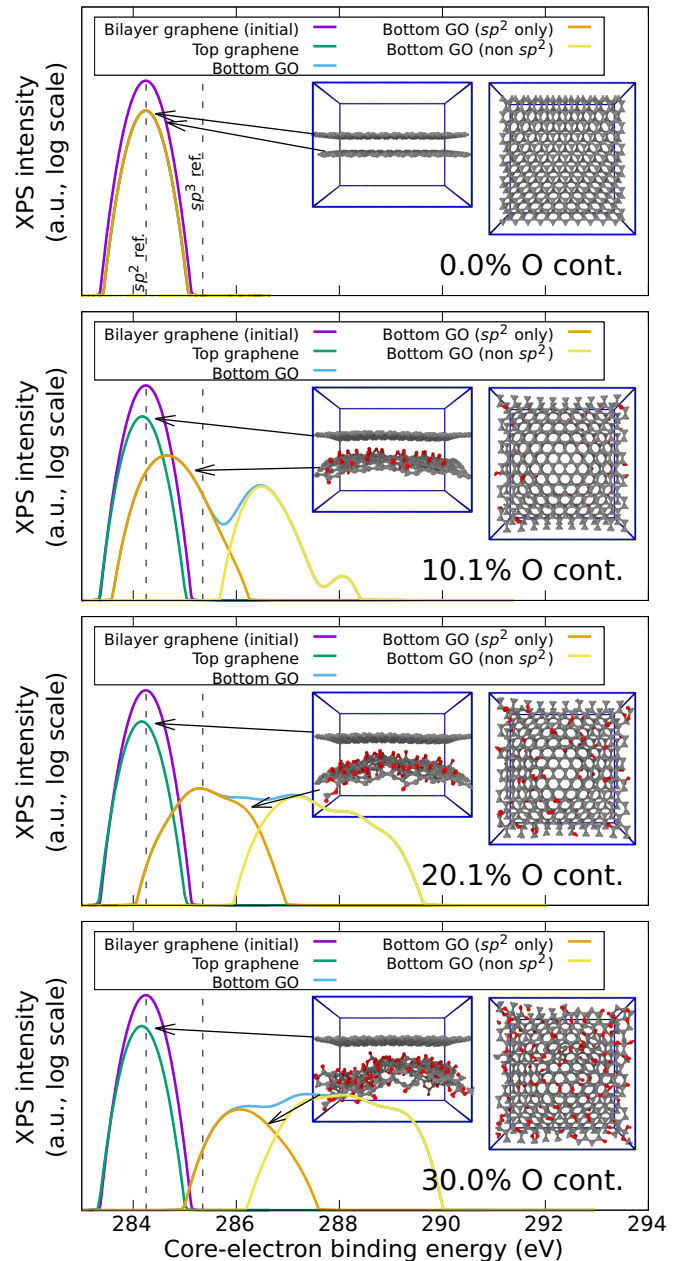 Bilayer graphene (initial)
Top graphene
Bottom GO
Bottom GO (sp² only)
Bottom GO (non sp²)
XPS intensity
(a.u., log scale)
sp² ref.
sp³ ref.
0.0% O cont.
Bilayer graphene (initial)
Top graphene
Bottom GO
Bottom GO (sp² only)
Bottom GO (non sp²)
XPS intensity
(a.u., log scale)
10.1% O cont.
Bilayer graphene (initial)
Top graphene
Bottom GO
Bottom GO (sp² only)
Bottom GO (non sp²)
XPS intensity
(a.u., log scale)
20.1% O cont.
Bilayer graphene (initial)
Top graphene
Bottom GO
Bottom GO (sp² only)
Bottom GO (non sp²)
XPS intensity
(a.u., log scale)
30.0% O cont.
284 286 288 290 292 294
Core-electron binding energy (eV)